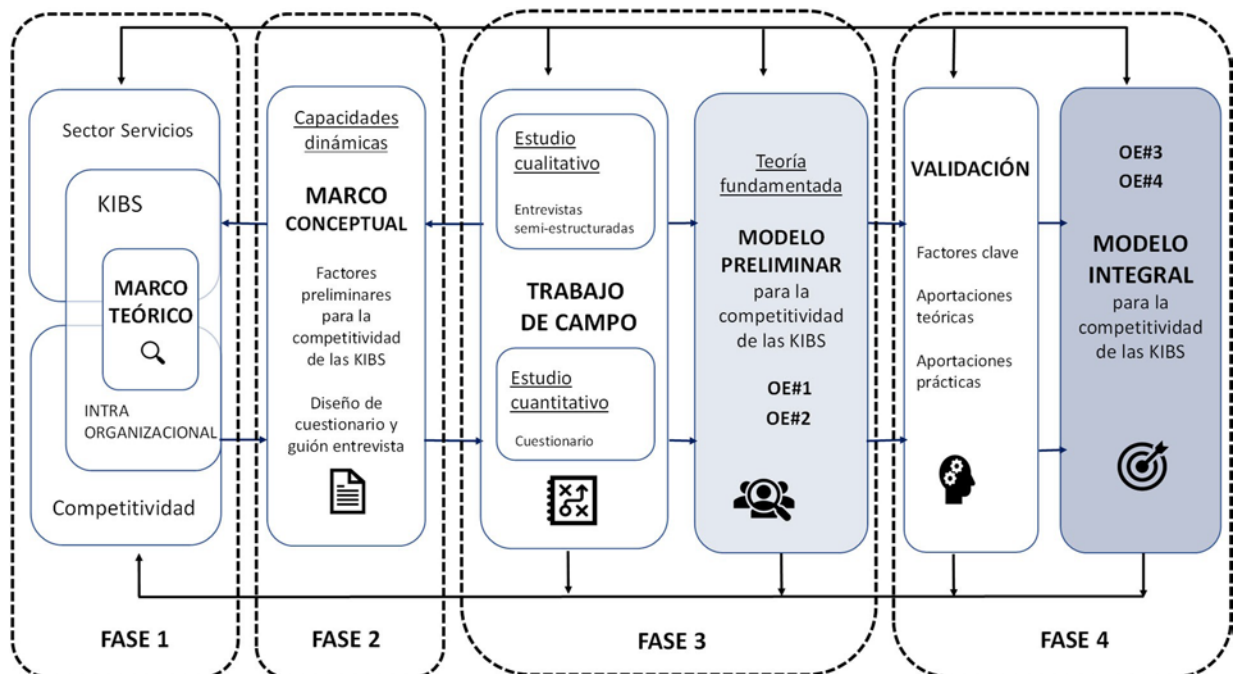 Sector Servicios
KIBS
MARCO
TEÓRICO
INTRA
ORGANIZACIONAL
Competitividad
FASE 1
Capacidades
dinámicas
MARCO
CONCEPTUAL
Factores
preliminares
para la
competitividad
de las KIBS
Diseño de
cuestionario y
guión entrevista
FASE 2
Estudio
cualitativo
Entrevistas
semi-estructuradas
TRABAJO
DE CAMPO
Estudio
cuantitativo
Cuestionario
Teoría
fundamentada
MODELO
PRELIMINAR
para la
competitividad
de las KIBS
OE#1
OE#2
FASE 3
VALIDACIÓN
Factores clave
Aportaciones
teóricas
Aportaciones
prácticas
OE#3
OE#4
MODELO
INTEGRAL
para la
competitividad
de las KIBS
FASE 4